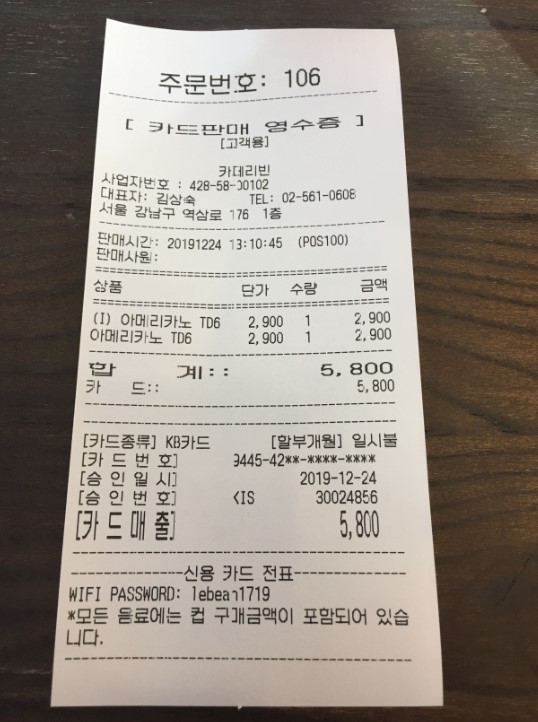 주문번호: 106
[ 카드판매 영수증 ]
[고객용]
카데리빈
사업자번호 : 428-58-00102
대표자: 김삼숙 TEL: 02-561-0608
서울 강남구 역삼로 176 1층
판매시간: 20191224 13:10:45 (POS100)
판매사원:
상품 단가 수량 금액
(I) 아메리카노 TD6 2,900 1 2,900
아메리카노 TD6 2,900 1 2,900
합 계:: 5,800
카 드:: 5,800
[카드종류] KB카드 [할부개월] 일시불
[카 드 번 호] 9445-42**-****-****
[승 인 일 시] 2019-12-24
[승 인 번 호] KIS 30024856
[카 드 매 출] 5,800
---------------신용 카드 전표---------------
WIFI PASSWORD: lebean1719
*모든 음료에는 컵 구매금액이 포함되어 있습
니다.